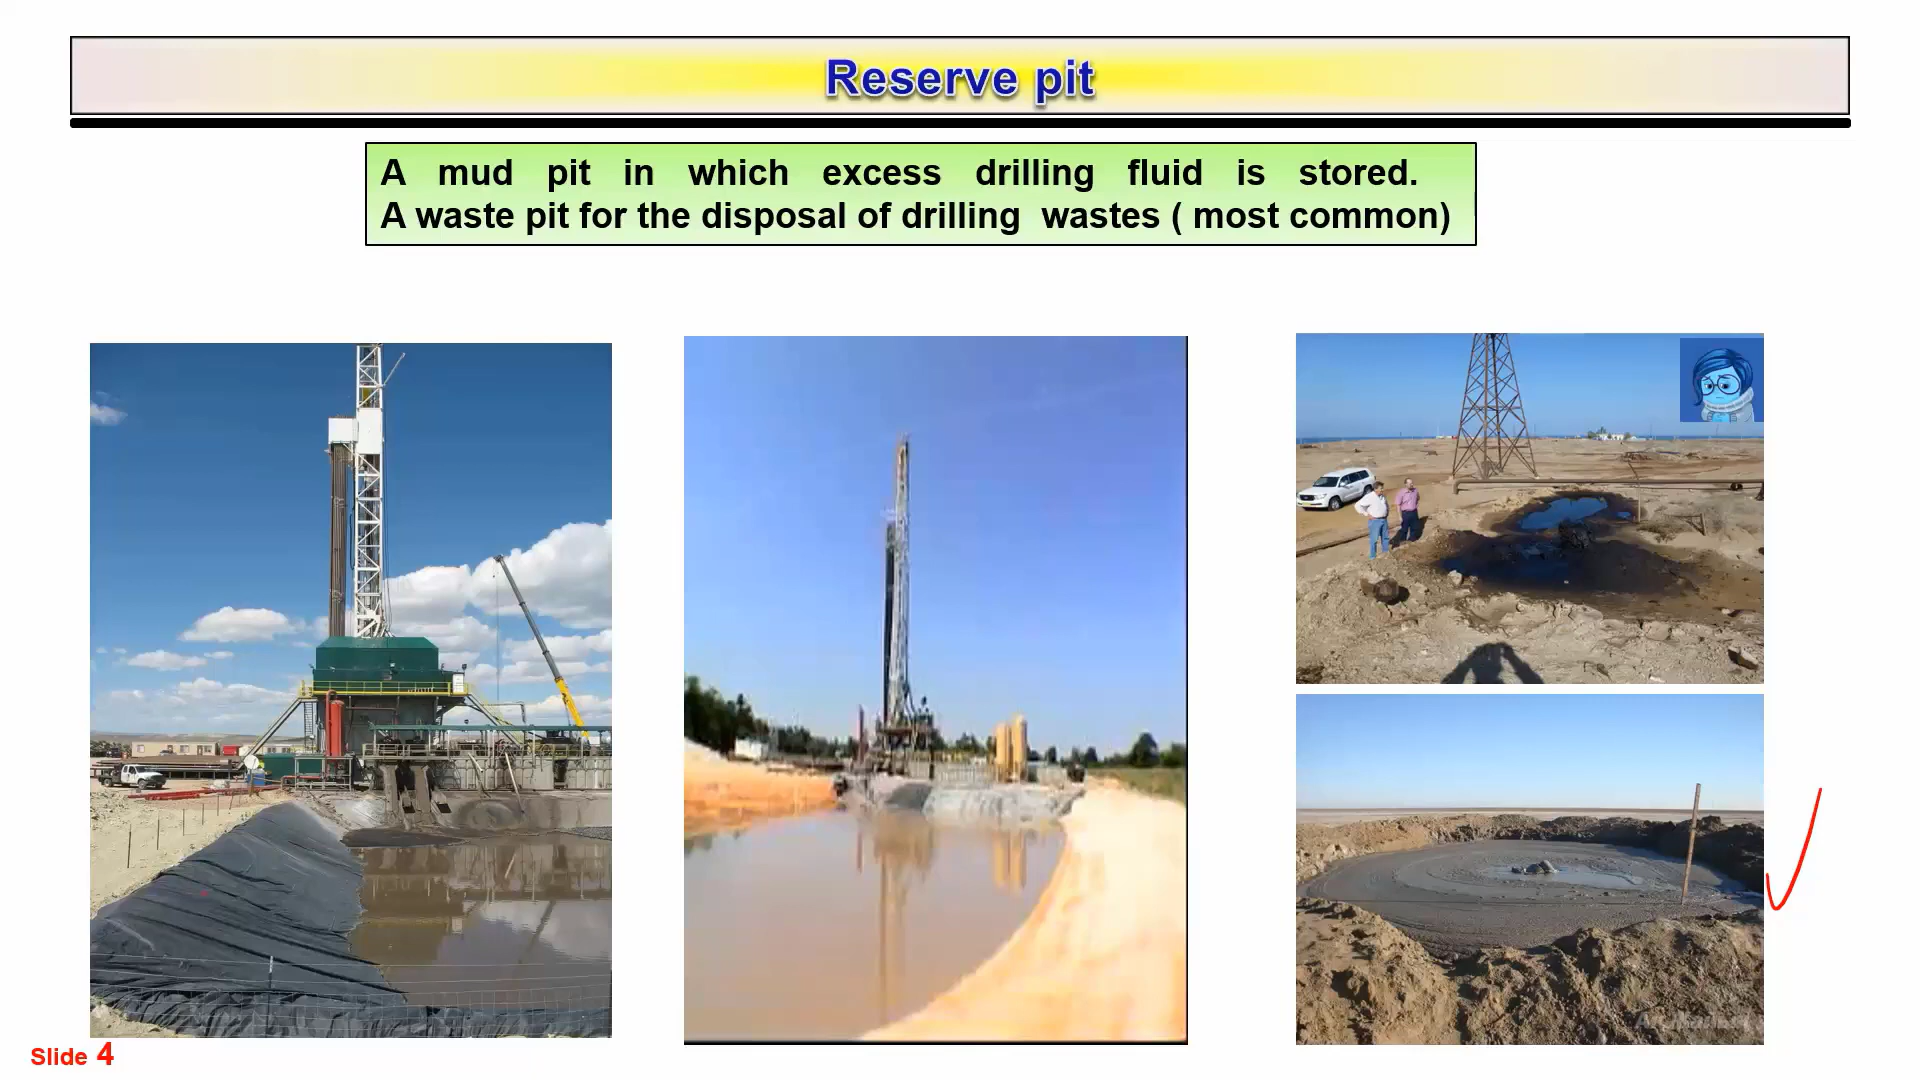 Reserve pit
A mud pit in which excess drilling fluid is stored.
A waste pit for the disposal of drilling wastes ( most common)
Slide 4